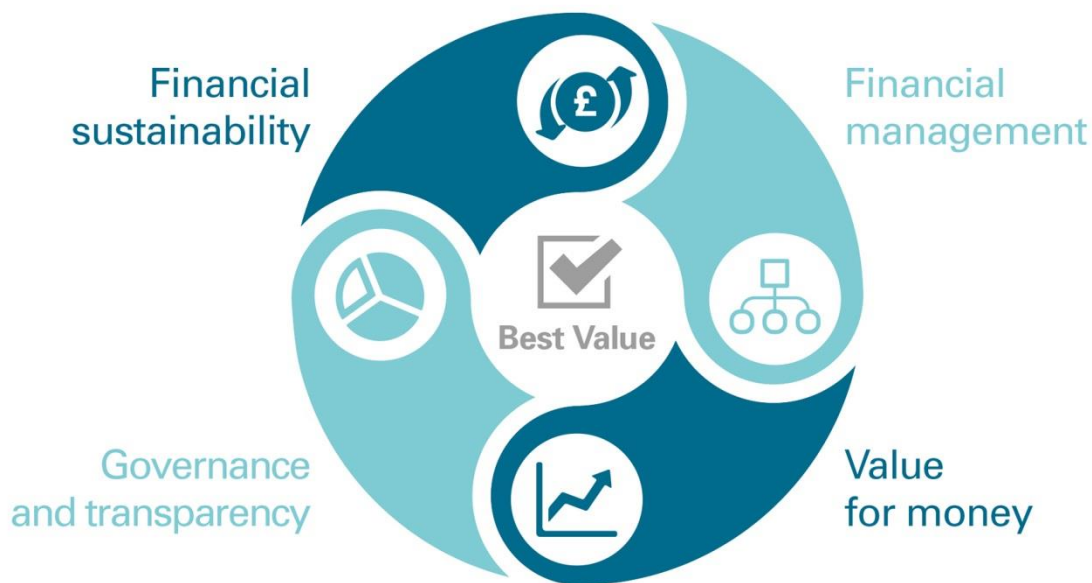 Financial
sustainability
£
Financial
management
Best Value
Governance
and transparency
Value
for money